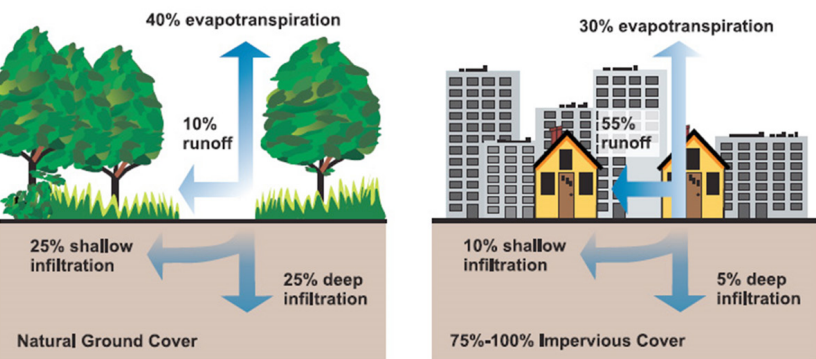 40% evapotranspiration
10%
runoff
25% shallow
infiltration
25% deep
infiltration
Natural Ground Cover
30% evapotranspiration
55%
runoff
10% shallow
infiltration
5% deep
infiltration
75%-100% Impervious Cover